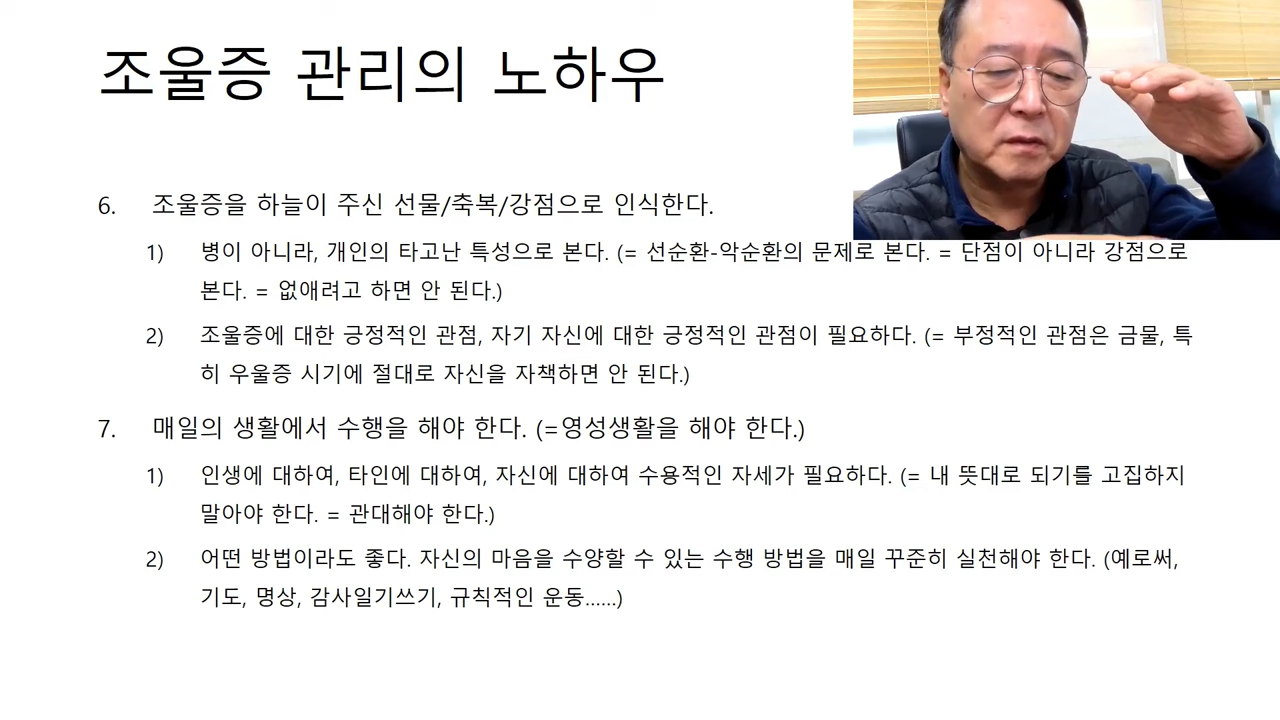 조울증 관리의 노하우
6. 조울증을 하늘이 주신 선물/축복/강점으로 인식한다.
1) 병이 아니라, 개인의 타고난 특성으로 본다. (= 선순환-악순환의 문제로 본다. = 단점이 아니라 강점으로
본다. = 없애려고 하면 안 된다.)
2) 조울증에 대한 긍정적인 관점, 자기 자신에 대한 긍정적인 관점이 필요하다. (= 부정적인 관점은 금물, 특
히 우울증 시기에 절대로 자신을 자책하면 안 된다.)
7. 매일의 생활에서 수행을 해야 한다. (=영성생활을 해야 한다.)
1) 인생에 대하여, 타인에 대하여, 자신에 대하여 수용적인 자세가 필요하다. (= 내 뜻대로 되기를 고집하지
말아야 한다. = 관대해야 한다.)
2) 어떤 방법이라도 좋다. 자신의 마음을 수양할 수 있는 수행 방법을 매일 꾸준히 실천해야 한다. (예로써,
기도, 명상, 감사일기쓰기, 규칙적인 운동......)